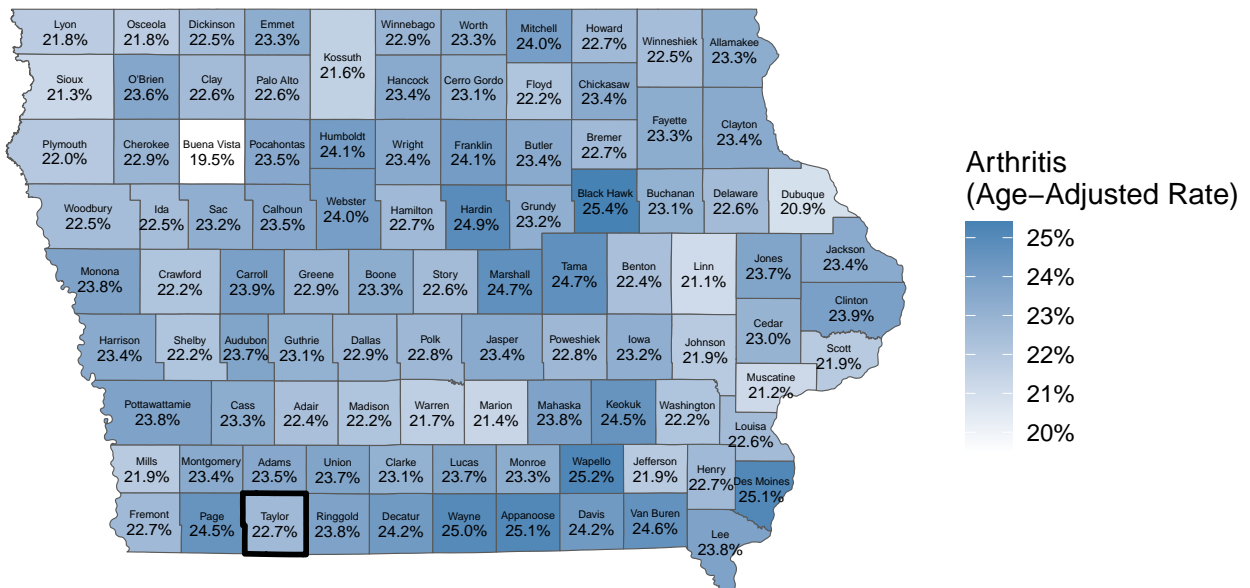 Lyon
21.8%
Osceola
21.8%
Dickinson
22.5%
Emmet
23.3%
Kossuth
21.6%
Winnebago
22.9%
Worth
23.3%
Mitchell
24.0%
Howard
22.7%
Winneshiek
22.5%
Allamakee
23.3%
Sioux
21.3%
O'Brien
23.6%
Clay
22.6%
Palo Alto
22.6%
Hancock
23.4%
Cerro Gordo
23.1%
Floyd
22.2%
Chickasaw
23.4%
Fayette
23.3%
Clayton
23.4%
Plymouth
22.0%
Cherokee
22.9%
Buena Vista
19.5%
Pocahontas
23.5%
Humboldt
24.1%
Wright
23.4%
Franklin
24.1%
Butler
23.4%
Bremer
22.7%
Woodbury
22.5%
Ida
22.5%
Sac
23.2%
Calhoun
23.5%
Webster
24.0%
Hamilton
22.7%
Hardin
24.9%
Grundy
23.2%
Black Hawk
25.4%
Buchanan
23.1%
Delaware
22.6%
Dubuque
20.9%
Monona
23.8%
Crawford
22.2%
Carroll
23.9%
Greene
22.9%
Boone
23.3%
Story
22.6%
Marshall
24.7%
Tama
24.7%
Benton
22.4%
Linn
21.1%
Jones
23.7%
Jackson
23.4%
Clinton
23.9%
Harrison
23.4%
Shelby
22.2%
Audubon
23.7%
Guthrie
23.1%
Dallas
22.9%
Polk
22.8%
Jasper
23.4%
Poweshiek
22.8%
Iowa
23.2%
Johnson
21.9%
Cedar
23.0%
Scott
21.9%
Muscatine
21.2%
Pottawattamie
23.8%
Cass
23.3%
Adair
22.4%
Madison
22.2%
Warren
21.7%
Marion
21.4%
Mahaska
23.8%
Keokuk
24.5%
Washington
22.2%
Louisa
22.6%
Mills
21.9%
Montgomery
23.4%
Adams
23.5%
Union
23.7%
Clarke
23.1%
Lucas
23.7%
Monroe
23.3%
Wapello
25.2%
Jefferson
21.9%
Henry
22.7%
Des Moines
25.1%
Fremont
22.7%
Page
24.5%
Taylor
22.7%
Ringgold
23.8%
Decatur
24.2%
Wayne
25.0%
Appanoose
25.1%
Davis
24.2%
Van Buren
24.6%
Lee
23.8%
Arthritis
(Age−Adjusted Rate)
25%
24%
23%
22%
21%
20%